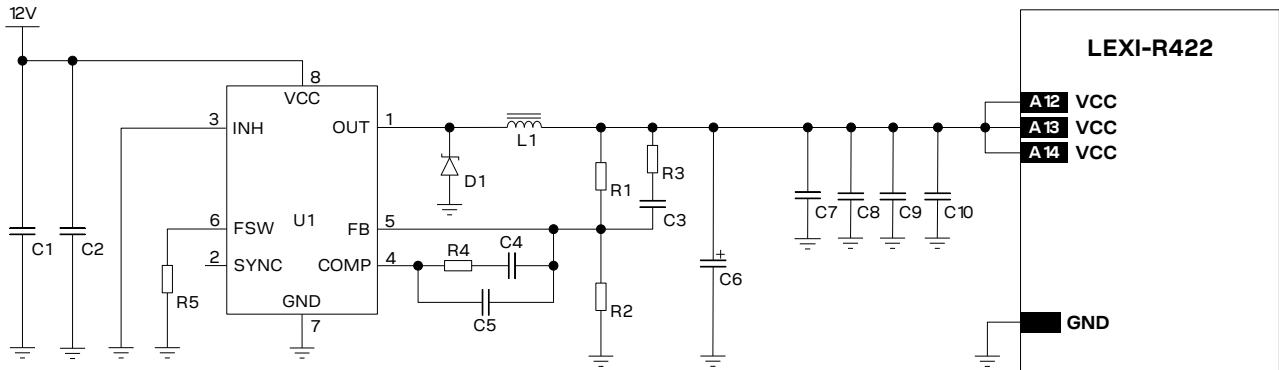 12V
LEXI-R422
8
VCC
A12 VCC
3 INH OUT 1
A13 VCC
L1
A14 VCC
D1
R1
R3
C3
C7 C8 C9 C10
6 FSW U1 FB 5
C1 C2
R4 C4
2 SYNC COMP 4
C6
R5
GND
R2
C5
7
GND